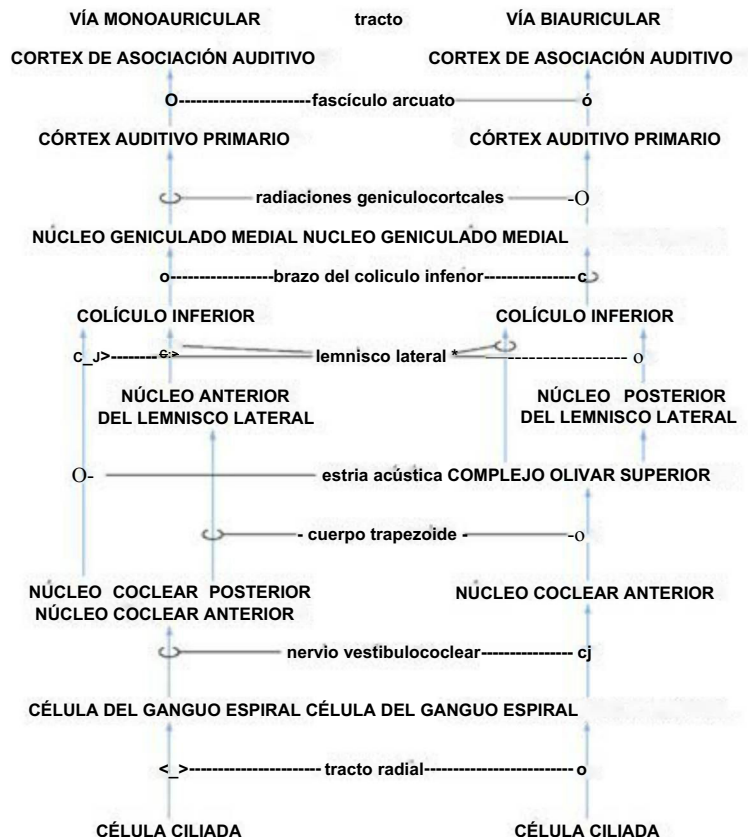 VÍA MONOAURICULAR tracto VÍA BIAURICULAR
CORTEX DE ASOCIACIÓN AUDITIVO CORTEX DE ASOCIACIÓN AUDITIVO
O-----------------------fascículo arcuato ó
CÓRTEX AUDITIVO PRIMARIO CÓRTEX AUDITIVO PRIMARIO
radiaciones geniculocortcales -O
NÚCLEO GENICULADO MEDIAL NUCLEO GENICULADO MEDIAL
o-----------------brazo del coliculo infenor---------------c
COLÍCULO INFERIOR COLÍCULO INFERIOR
C_J>------- C:> lemnisco lateral * -------------------- o
NÚCLEO ANTERIOR NÚCLEO POSTERIOR
DEL LEMNISCO LATERAL DEL LEMNISCO LATERAL
O- estria acústica COMPLEJO OLIVAR SUPERIOR
- cuerpo trapezoide - -o
NÚCLEO COCLEAR POSTERIOR NÚCLEO COCLEAR ANTERIOR
NÚCLEO COCLEAR ANTERIOR
nervio vestibulococlear---------------- cj
CÉLULA DEL GANGUO ESPIRAL CÉLULA DEL GANGUO ESPIRAL
<_>----------------------- tracto radial----------------- o
CÉLULA CILIADA CÉLULA CILIADA